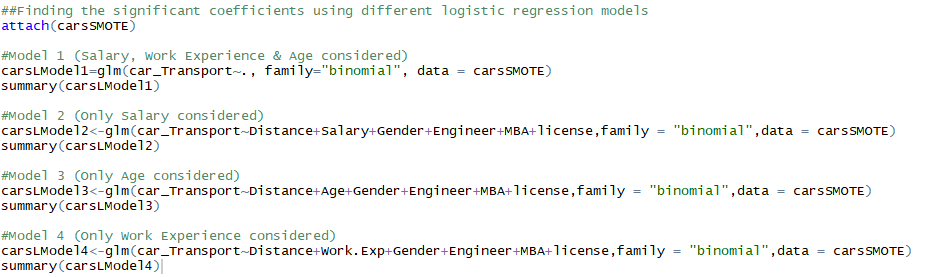 ##Finding the significant coefficients using different logistic regression models
attach(carsSMOTE)
#Model 1 (Salary, Work Experience & Age considered)
carsLModel1=glm(car_Transport~., family="binomial", data = carsSMOTE)
summary(carsLModel1)
#Model 2 (Only Salary considered)
carsLModel2<-glm(car_Transport~Distance+Salary+Gender+Engineer+MBA+license,family = "binomial",data = carsSMOTE)
summary(carsLModel2)
#Model 3 (Only Age considered)
carsLModel3<-glm(car_Transport~Distance+Age+Gender+Engineer+MBA+license,family = "binomial",data = carsSMOTE)
summary(carsLModel3)
#Model 4 (Only Work Experience considered)
carsLModel4<-glm(car_Transport~Distance+Work.Exp+Gender+Engineer+MBA+license,family = "binomial",data = carsSMOTE)
summary(carsLModel4)